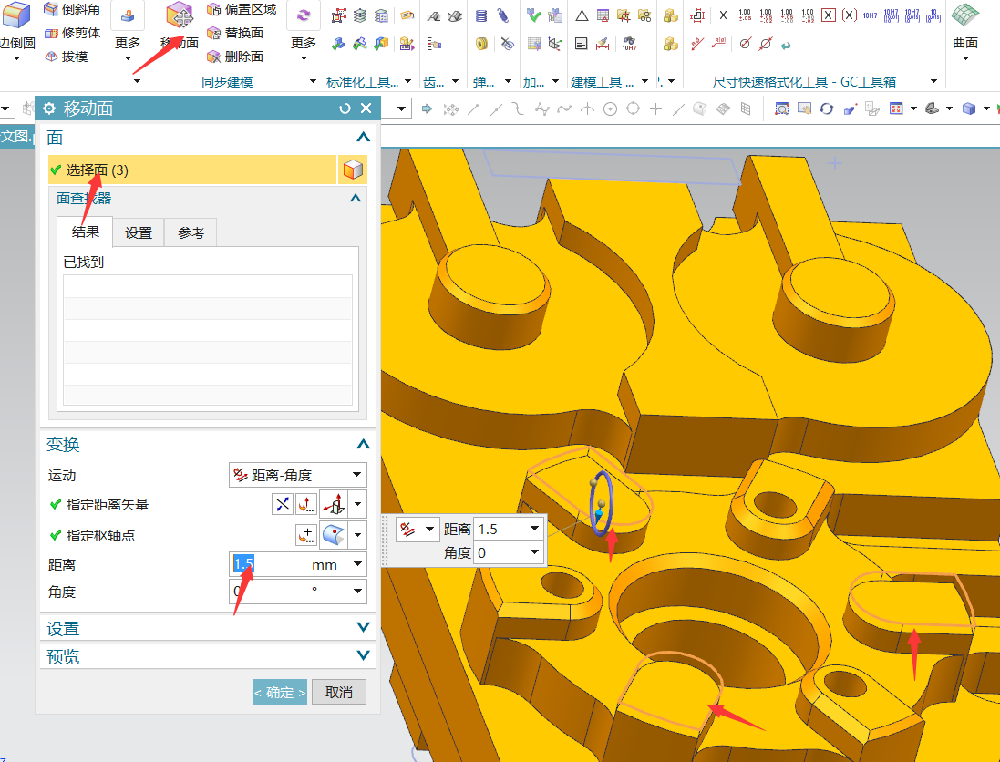 倒斜角
偏置区域
边倒圆
修剪体
更多
移动面
替换面
更多
曲面
拔模
删除面
同步建模
标准化工具...
齿...
弹...
加...
建模工具 ...
尺寸快速格式化工具 - GC工具箱
移动面
文图.
面
选择面 (3)
面查找器
结果
设置
参考
已找到
变换
运动
距离-角度
指定距离矢量
指定枢轴点
距离
1.5
mm
角度
0
°
距离 1.5
角度 0
设置
预览
< 确定 >
取消